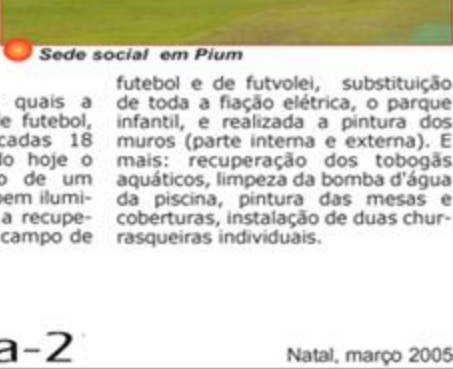 Sede social em Pium
quais a
e futebol,
cadas 18
do hoje o
o de um
bem ilumi-
a recupe-
campo de
futebol e de futvolei, substituição
de toda a fiação elétrica, o parque
infantil, e realizada a pintura dos
muros (parte interna e externa). E
mais: recuperação dos tobogãs
aquáticos, limpeza da bomba d'água
da piscina, pintura das mesas e
coberturas, instalação de duas chur-
rasqueiras individuais.
a-2
Natal, março 2005